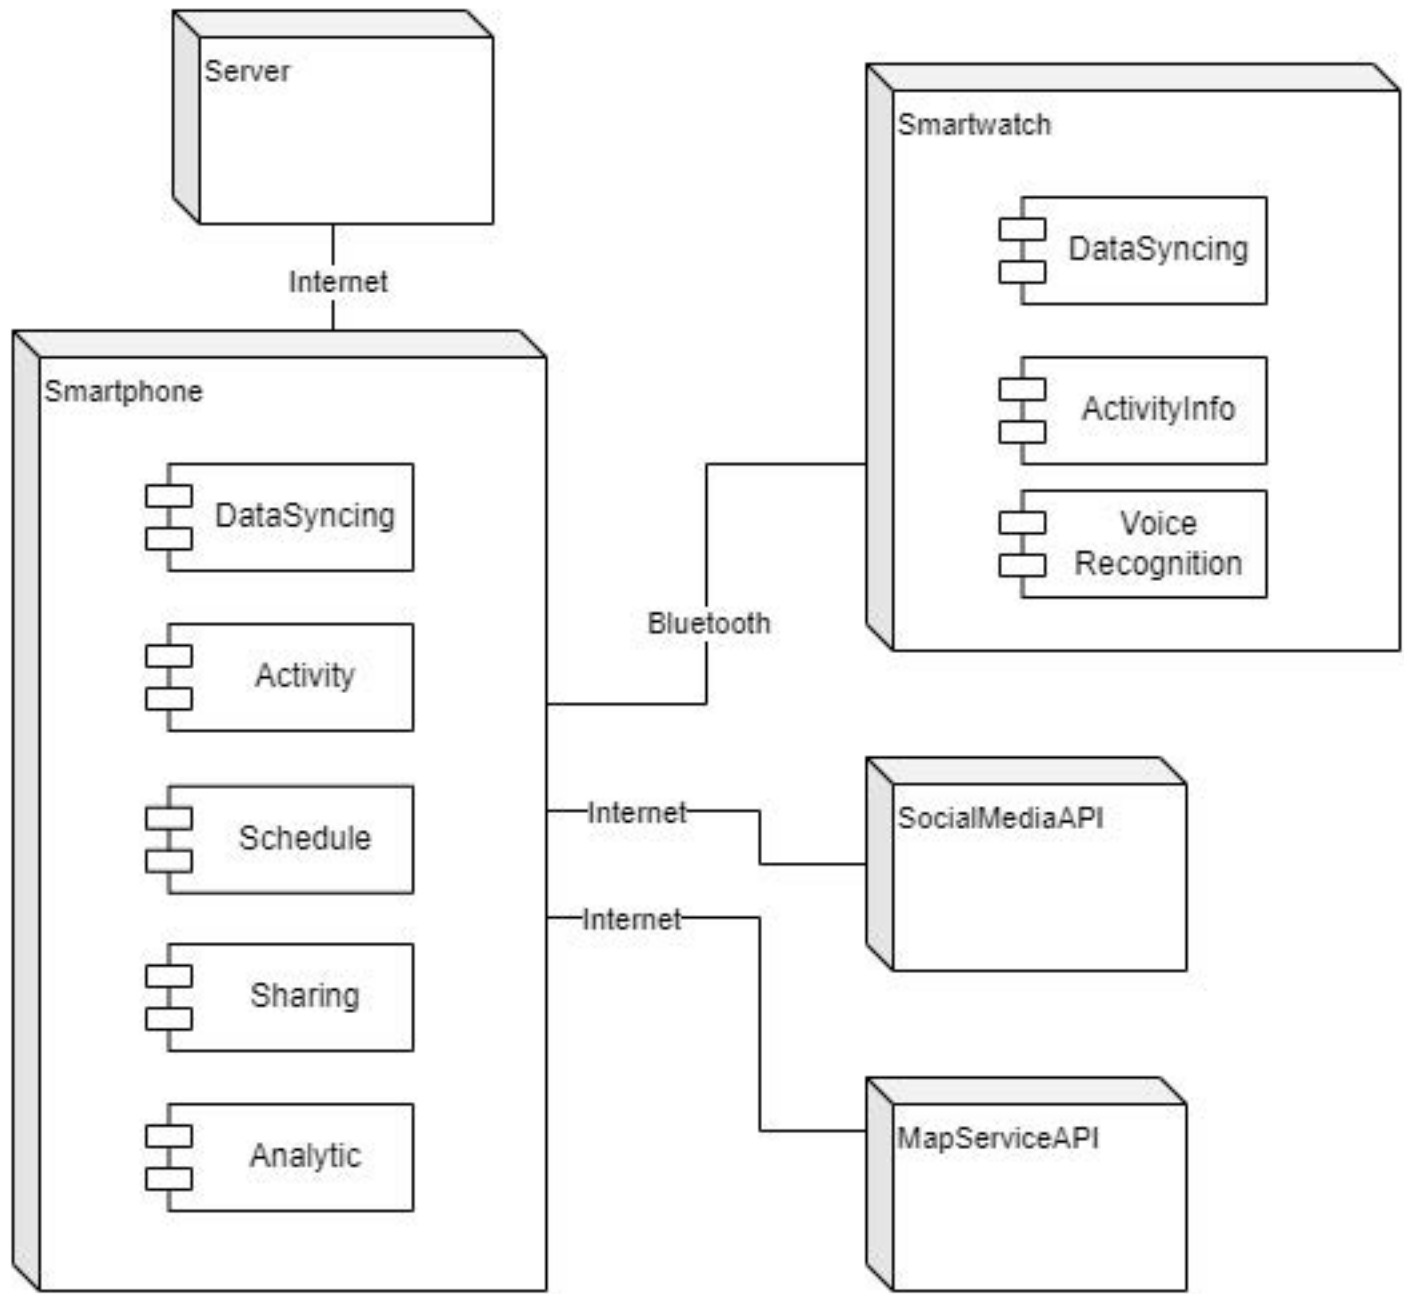 Server
Internet
Smartphone
DataSyncing
Activity
Schedule
Sharing
Analytic
Bluetooth
Internet
Internet
Smartwatch
DataSyncing
ActivityInfo
Voice
Recognition
SocialMediaAPI
MapServiceAPI